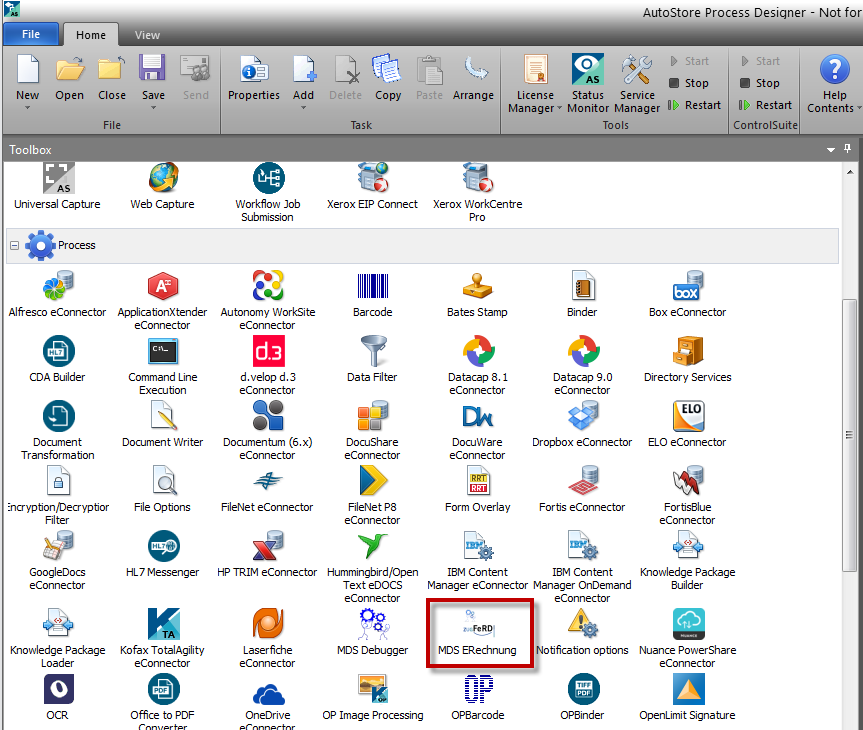 AutoStore Process Designer - Not for
File Home View
New Open Close Save Send
Properties Add Delete Copy Paste Arrange
License Manager Status Monitor Service Manager
Start
Stop
Restart
Start
Stop
Restart
Help Contents
File Task Tools ControlSuite
Toolbox
Universal Capture Web Capture Workflow Job Submission Xerox EIP Connect Xerox WorkCentre Pro
Process
Alfresco eConnector ApplicationXtender eConnector Autonomy WorkSite eConnector Barcode Bates Stamp Binder Box eConnector
CDA Builder Command Line Execution d.velop d.3 eConnector Data Filter Datacap 8.1 eConnector Datacap 9.0 eConnector Directory Services
Document Transformation Document Writer Documentum (6.x) eConnector DocuShare eConnector DocuWare eConnector Dropbox eConnector ELO eConnector
Encryption/Decryption Filter File Options FileNet eConnector FileNet P8 eConnector Form Overlay Fortis eConnector FortisBlue eConnector
GoogleDocs eConnector HL7 Messenger HP TRIM eConnector Hummingbird/Open Text eDOCS eConnector IBM Content Manager eConnector IBM Content Manager OnDemand eConnector Knowledge Package Builder
Knowledge Package Loader Kofax TotalAgility eConnector Laserfiche eConnector MDS Debugger MDS ERechnung Notification options Nuance PowerShare eConnector
OCR Office to PDF Converter OneDrive eConnector OP Image Processing OPBarcode OPBinder OpenLimit Signature